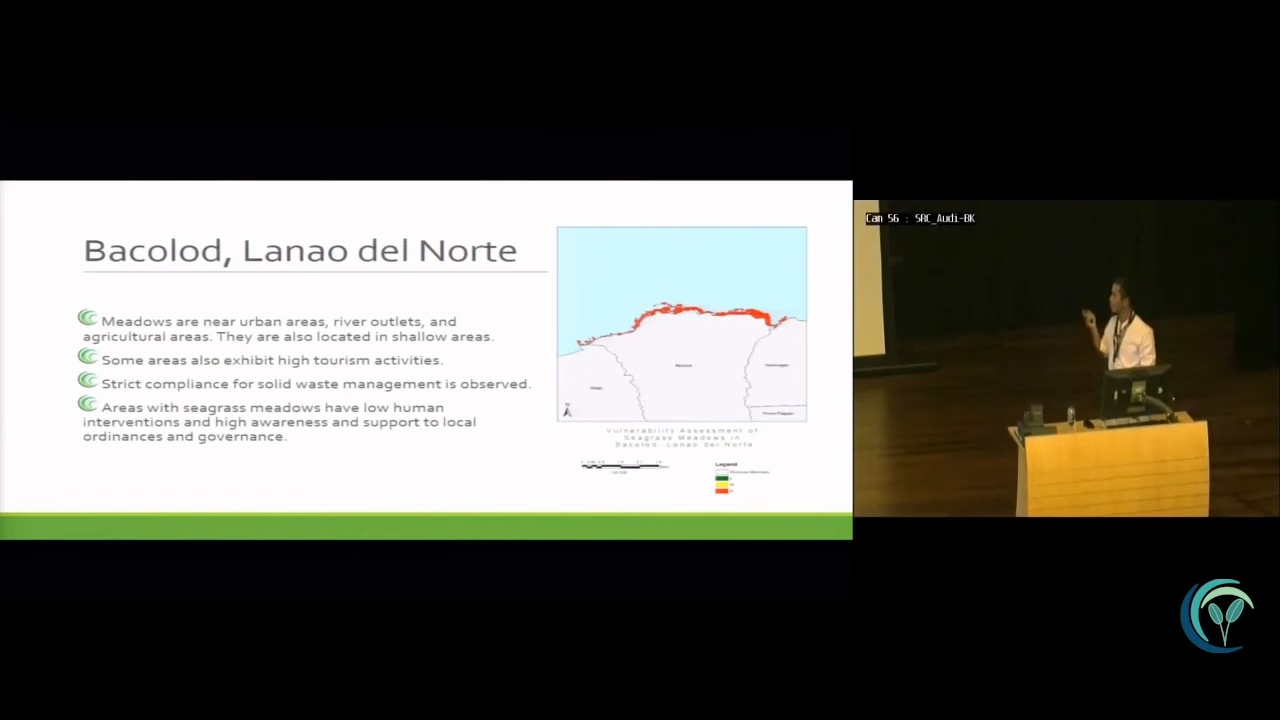 Bacolod, Lanao del Norte
Meadows are near urban areas, river outlets, and
agricultural areas. They are also located in shallow areas.
Some areas also exhibit high tourism activities.
Strict compliance for solid waste management is observed.
Areas with seagrass meadows have low human
interventions and high awareness and support to local
ordinances and governance.
Vulnerability Assessment of
Seagrass Meadows in
Bacolod, Lanao del Norte
Legend
Cam 56 : SRC_Audi-BK